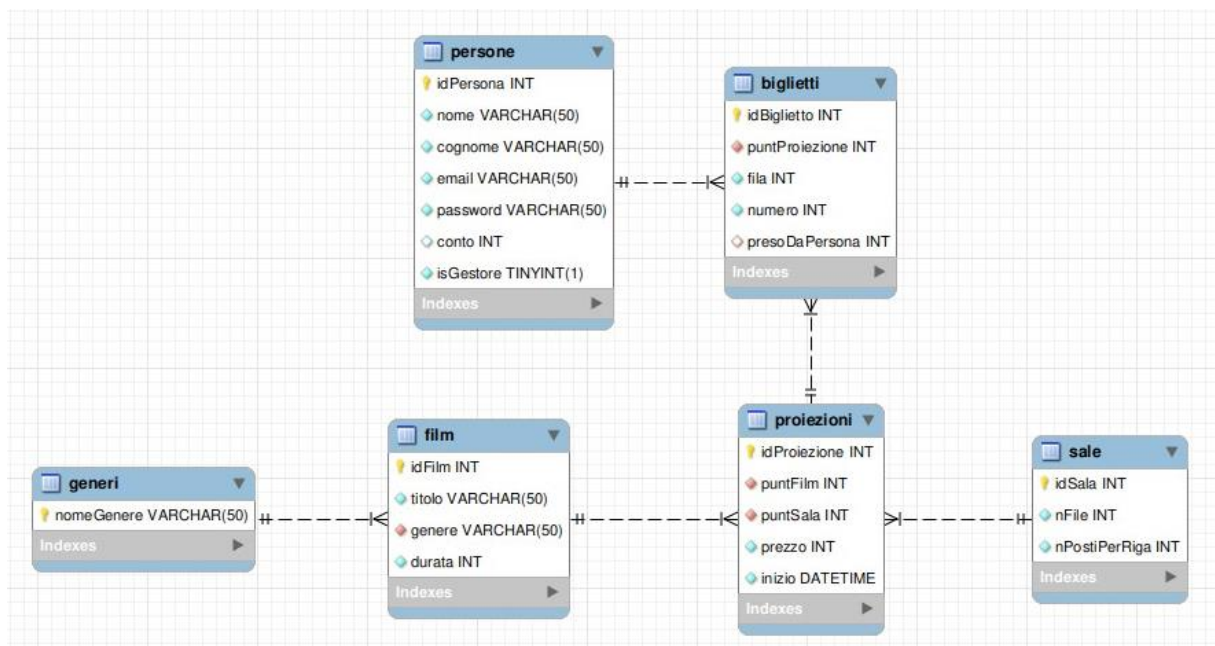 persone
idPersona INT
nome VARCHAR(50)
cognome VARCHAR(50)
email VARCHAR(50)
password VARCHAR(50)
conto INT
isGestore TINYINT(1)
Indexes
biglietti
idBiglietto INT
puntProiezione INT
fila INT
numero INT
presoDaPersona INT
Indexes
generi
nomeGenere VARCHAR(50)
Indexes
film
idFilm INT
titolo VARCHAR(50)
genere VARCHAR(50)
durata INT
Indexes
proiezioni
idProiezione INT
puntFilm INT
puntSala INT
prezzo INT
inizio DATETIME
Indexes
sale
idSala INT
nFile INT
nPostiPerRiga INT
Indexes